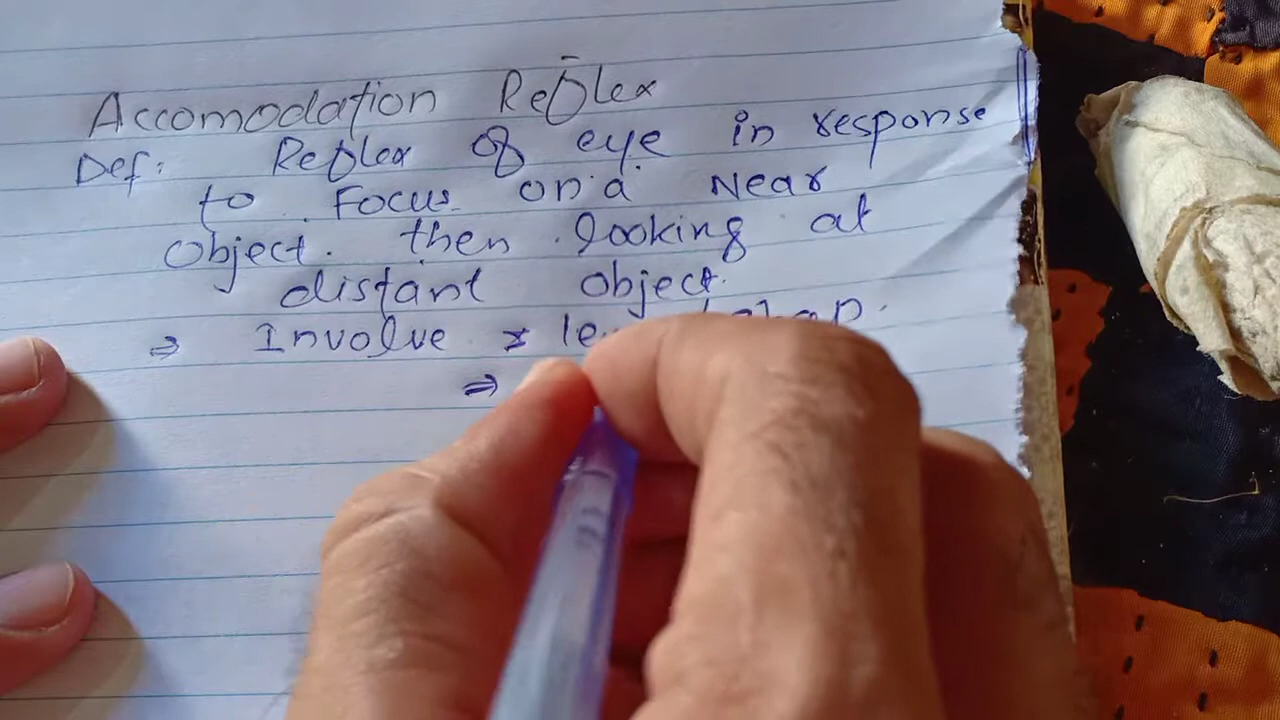 Accomodation Reflex
Def: Reflex of eye in response
to Focus on a Near
object. then looking at
distant object.
⇒ Involve
⇒